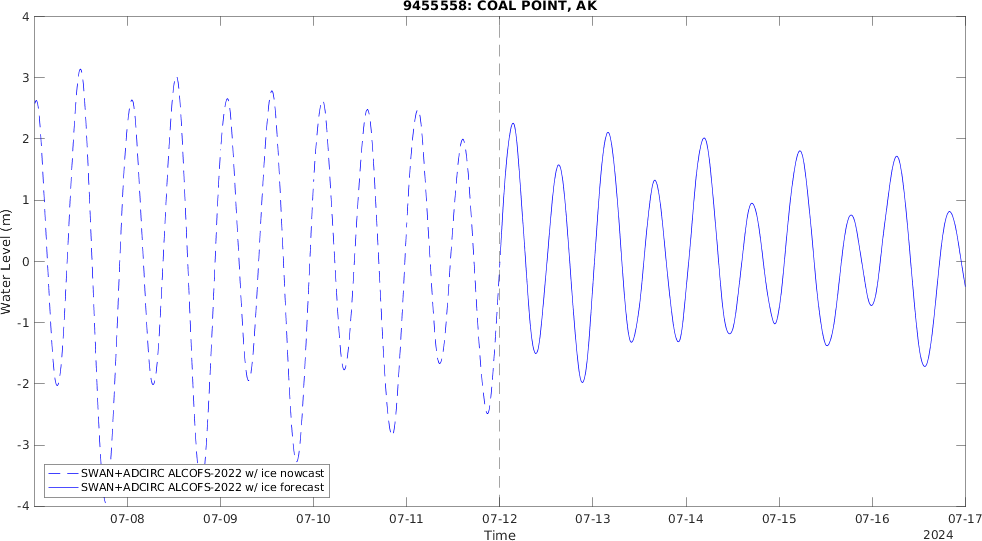 9455558: COAL POINT, AK
Water Level (m)
4
3
2
1
0
-1
-2
-3
-4
SWAN+ADCIRC ALCOFS-2022 w/ ice nowcast
SWAN+ADCIRC ALCOFS-2022 w/ ice forecast
07-08 07-09 07-10 07-11 07-12 07-13 07-14 07-15 07-16 07-17
Time
2024